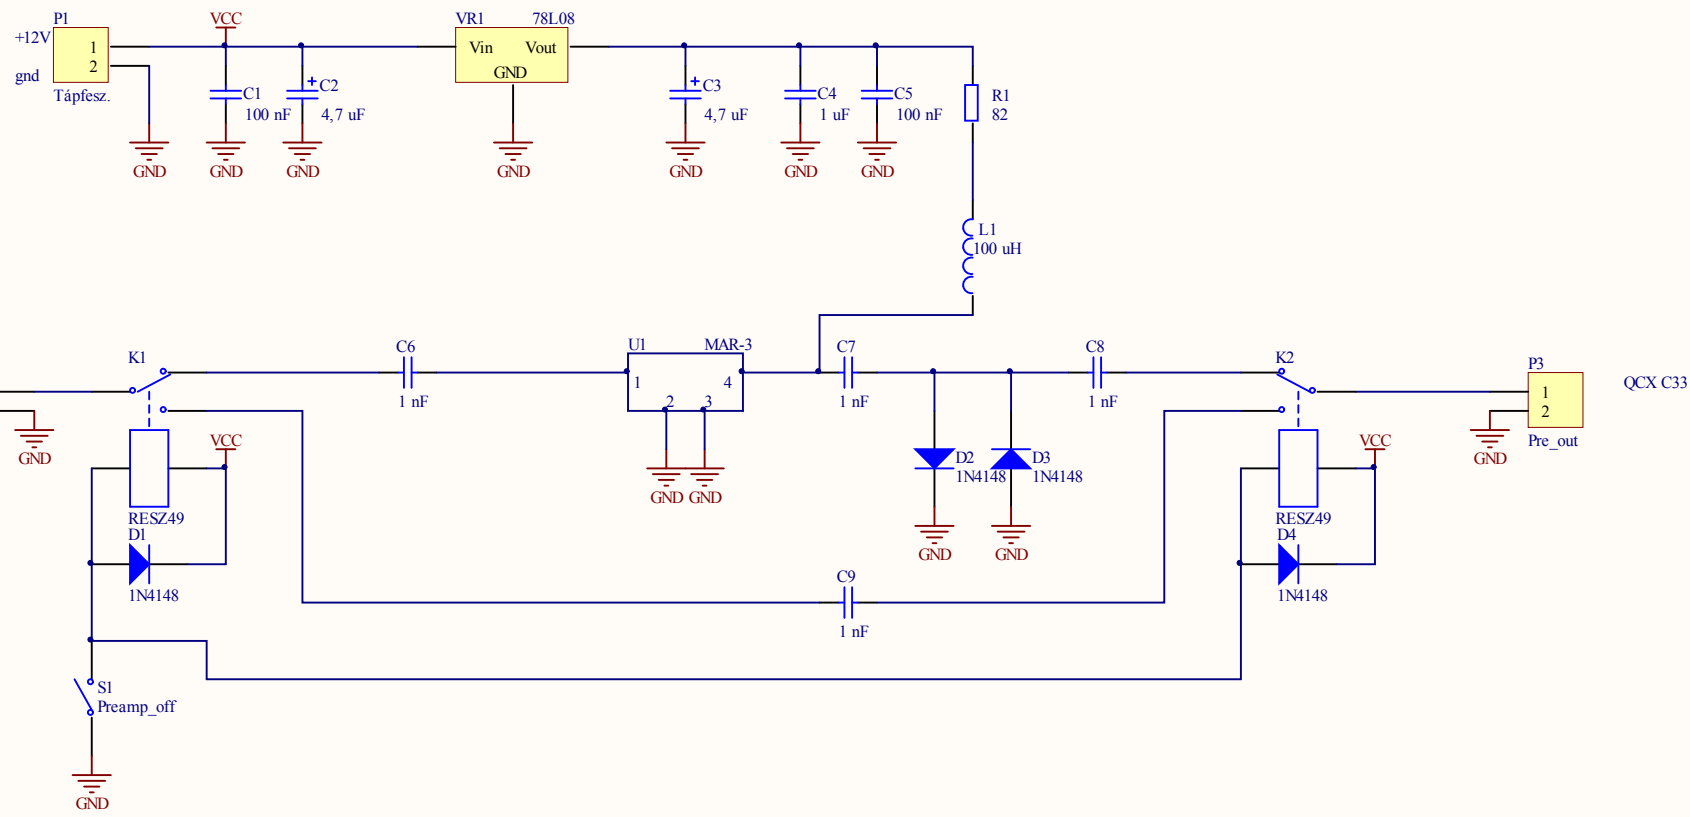 P1
VCC
VR1 78L08
+12V
1
2
gnd
Tápfesz.
Vin Vout
GND
C1
100 nF
C2
4,7 uF
C3
4,7 uF
C4
1 uF
C5
100 nF
R1
82
GND
GND
GND
GND
GND
GND
GND
L1
100 uH
K1
C6
1 nF
U1 MAR-3
1 4
2 3
C7
1 nF
C8
1 nF
K2
P3
1
2
Pre_out
QCX C33
GND
VCC
GND GND
D2
1N4148
D3
1N4148
VCC
GND
RESZ49
D1
1N4148
GND
GND
RESZ49
D4
1N4148
C9
1 nF
S1
Preamp_off
GND